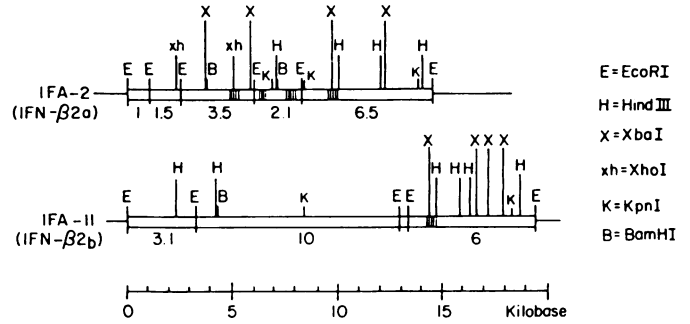 X X X
xh xh H H H H
E E E B E K B E K K E
IFA-2
(IFN-β2a)
1 1.5 3.5 2.1 6.5
X X X X
H H H H H H
E E B K E E K E
IFA-11
(IFN-β2b)
3.1 10 6
0 5 10 15 Kilobase
E=EcoRI
H=HindIII
X=XbaI
xh=XhoI
K=KpnI
B=BamHI